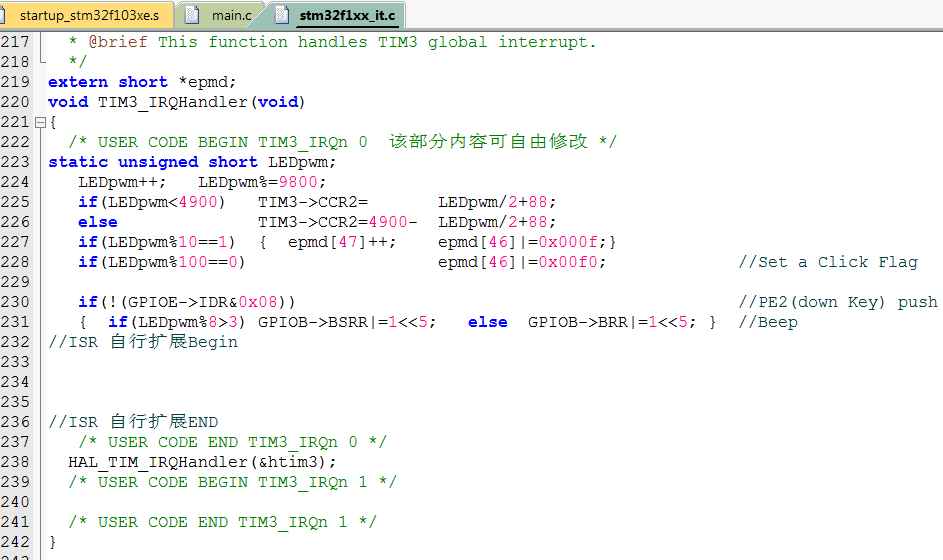 startup_stm32f103xe.s main.c stm32f1xx_it.c
217 * @brief This function handles TIM3 global interrupt.
218 */
219 extern short *epmd;
220 void TIM3_IRQHandler(void)
221 {
222 /* USER CODE BEGIN TIM3_IRQn 0 该部分内容可自由修改 */
223 static unsigned short LEDpwm;
224 LEDpwm++; LEDpwm%=9800;
225 if(LEDpwm<4900) TIM3->CCR2= LEDpwm/2+88;
226 else TIM3->CCR2=4900- LEDpwm/2+88;
227 if(LEDpwm%10==1) { epmd[47]++; epmd[46]|=0x000f;}
228 if(LEDpwm%100==0) epmd[46]|=0x00f0; //Set a Click Flag
229
230 if(!(GPIOE->IDR&0x08)) //PE2(down Key) push
231 { if(LEDpwm%8>3) GPIOB->BSRR|=1<<5; else GPIOB->BRR|=1<<5; } //Beep
232 //ISR 自行扩展Begin
233
234
235
236 //ISR 自行扩展END
237 /* USER CODE END TIM3_IRQn 0 */
238 HAL_TIM_IRQHandler(&htim3);
239 /* USER CODE BEGIN TIM3_IRQn 1 */
240
241 /* USER CODE END TIM3_IRQn 1 */
242 }